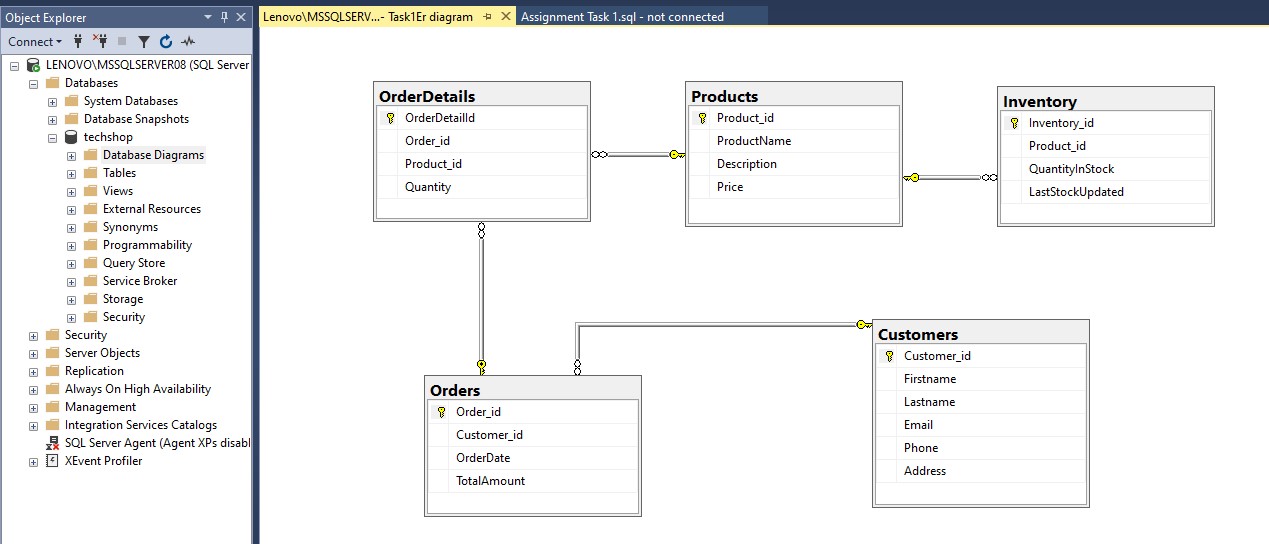 Object Explorer
Connect
LENOVO\MSSQLSERVER08 (SQL Server
Databases
System Databases
Database Snapshots
techshop
Database Diagrams
Tables
Views
External Resources
Synonyms
Programmability
Query Store
Service Broker
Storage
Security
Security
Server Objects
Replication
Always On High Availability
Management
Integration Services Catalogs
SQL Server Agent (Agent XPs disabl
XEvent Profiler
Lenovo\MSSQLSERV...- Task1Er diagram
Assignment Task 1.sql - not connected
OrderDetails
OrderDetailId
Order_id
Product_id
Quantity
Products
Product_id
ProductName
Description
Price
Inventory
Inventory_id
Product_id
QuantityInStock
LastStockUpdated
Orders
Order_id
Customer_id
OrderDate
TotalAmount
Customers
Customer_id
Firstname
Lastname
Email
Phone
Address